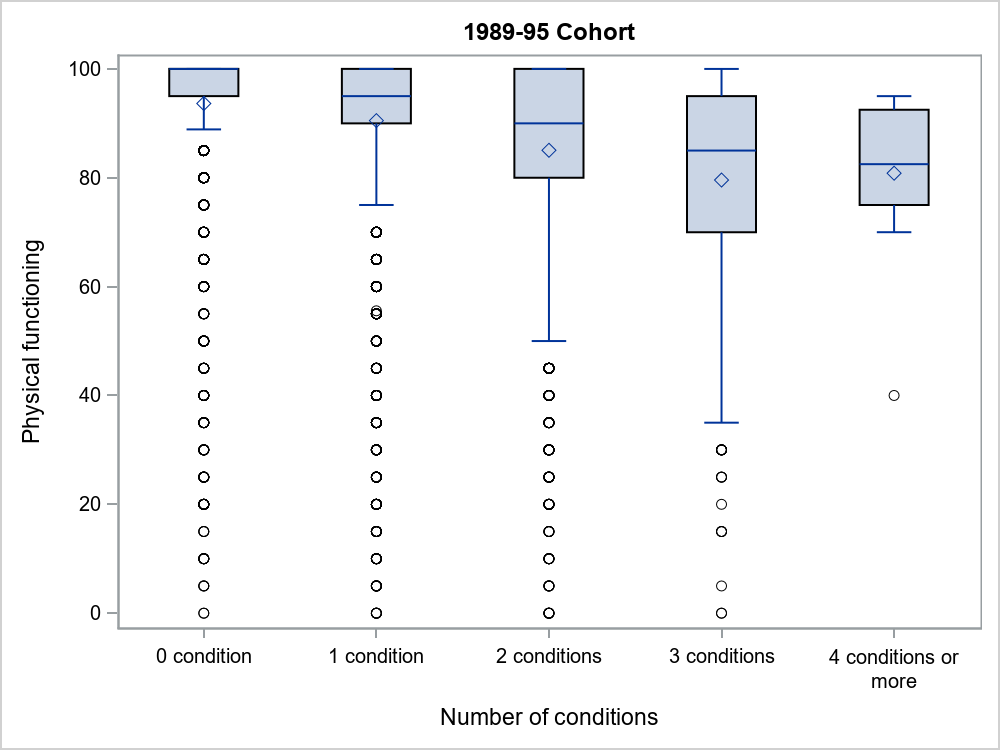 1989-95 Cohort
100
80
60
40
20
0
Physical functioning
0 condition
1 condition
2 conditions
3 conditions
4 conditions or
more
Number of conditions